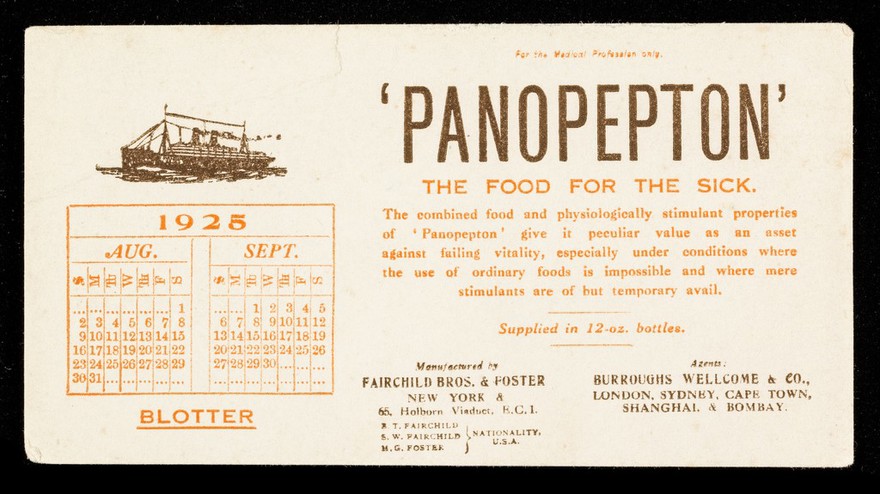 For the Medical Profession only.
'PANOPEPTON'
THE FOOD FOR THE SICK.
The combined food and physiologically stimulant properties
of 'Panopepton' give it peculiar value as an asset
against failing vitality, especially under conditions where
the use of ordinary foods is impossible and where mere
stimulants are of but temporary avail.
Supplied in 12-oz. bottles.
1925
AUG. SEPT.
S M Tu W Th F S S M Tu W Th F S
... ... ... ... ... ... 1 ... ... 1 2 3 4 5
2 3 4 5 6 7 8 6 7 8 9 10 11 12
9 10 11 12 13 14 15 13 14 15 16 17 18 19
16 17 18 19 20 21 22 20 21 22 23 24 25 26
23 24 25 26 27 28 29 27 28 29 30 ... ... ...
30 31 ... ... ... ... ... ... ... ... ... ... ... ...
BLOTTER
Manufactured by
FAIRCHILD BROS. & FOSTER
NEW YORK &
65, Holborn Viaduct, E.C.1.
S. W. FAIRCHILD NATIONALITY,
M. G. FOSTER U.S.A.
Agents:
BURROUGHS WELLCOME & CO.,
LONDON, SYDNEY, CAPE TOWN,
SHANGHAI, & BOMBAY.